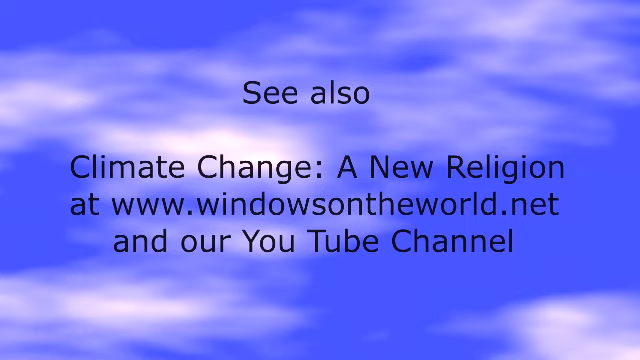 See also
Climate Change: A New Religion
at www.windowsontheworld.net
and our You Tube Channel